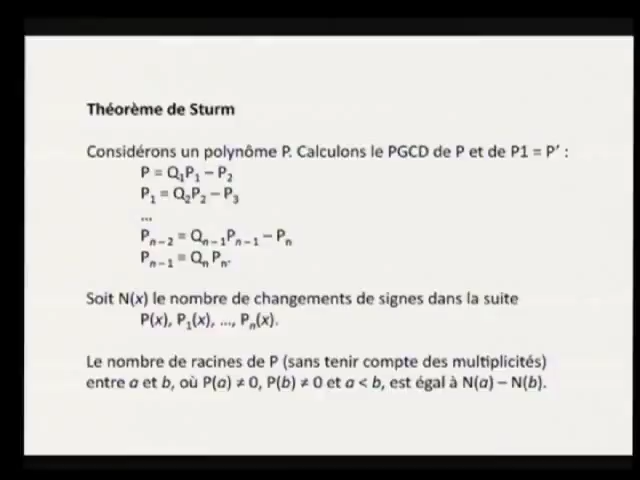 Théorème de Sturm
Considérons un polynôme P. Calculons le PGCD de P et de P1 = P’ :
P = Q₁P₁ – P₂
P₁ = Q₂P₂ – P₃
...
Pₙ₋₂ = Qₙ₋₁Pₙ₋₁ – Pₙ
Pₙ₋₁ = Qₙ Pₙ.
Soit N(x) le nombre de changements de signes dans la suite
P(x), P₁(x), ..., Pₙ(x).
Le nombre de racines de P (sans tenir compte des multiplicités)
entre a et b, où P(a) ≠ 0, P(b) ≠ 0 et a < b, est égal à N(a) – N(b).